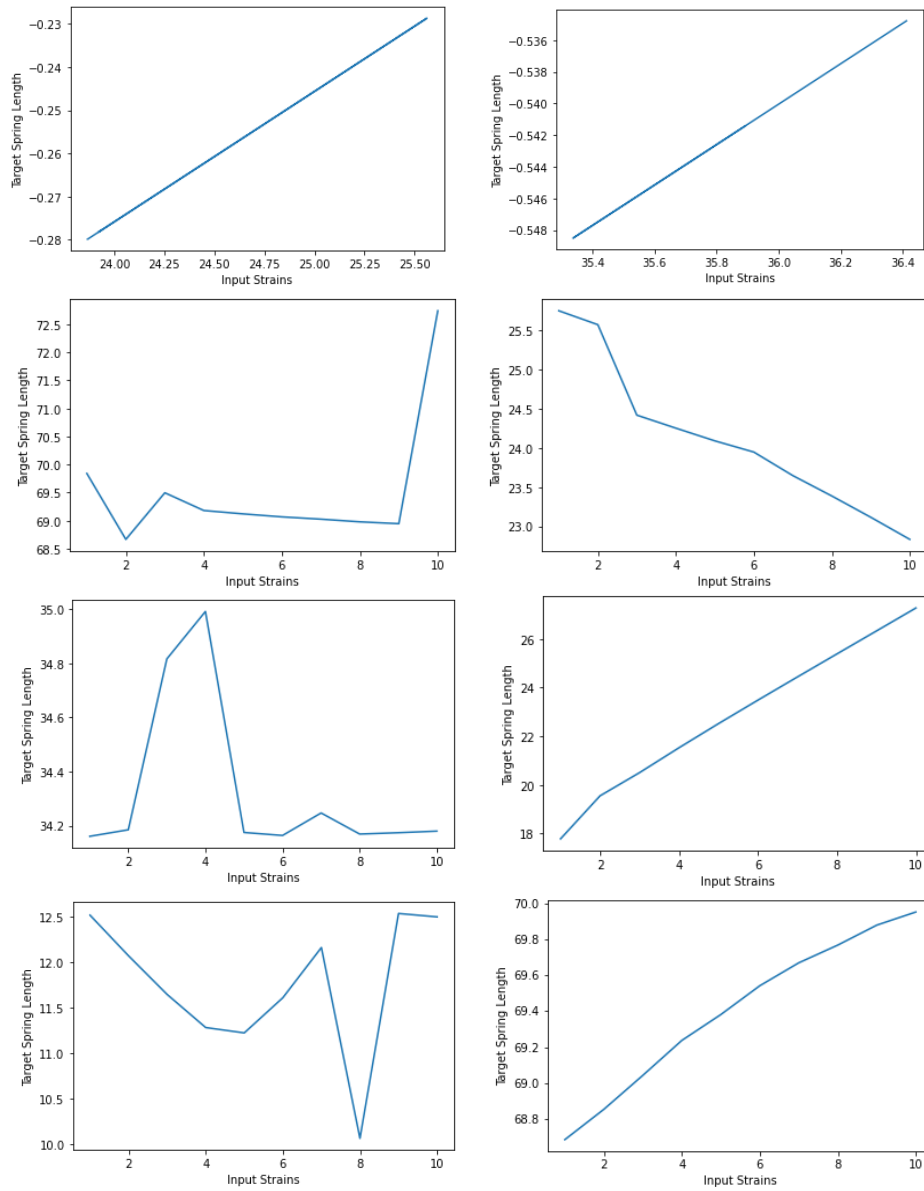 Target Spring Length
−0.23
−0.24
−0.25
−0.26
−0.27
−0.28
24.00 24.25 24.50 24.75 25.00 25.25 25.50
Input Strains
Target Spring Length
−0.536
−0.538
−0.540
−0.542
−0.544
−0.546
−0.548
35.4 35.6 35.8 36.0 36.2 36.4
Input Strains
Target Spring Length
72.5
72.0
71.5
71.0
70.5
70.0
69.5
69.0
68.5
2 4 6 8 10
Input Strains
Target Spring Length
25.5
25.0
24.5
24.0
23.5
23.0
2 4 6 8 10
Input Strains
Target Spring Length
35.0
34.8
34.6
34.4
34.2
2 4 6 8 10
Input Strains
Target Spring Length
26
24
22
20
18
2 4 6 8 10
Input Strains
Target Spring Length
12.5
12.0
11.5
11.0
10.5
10.0
2 4 6 8 10
Input Strains
Target Spring Length
70.0
69.8
69.6
69.4
69.2
69.0
68.8
2 4 6 8 10
Input Strains